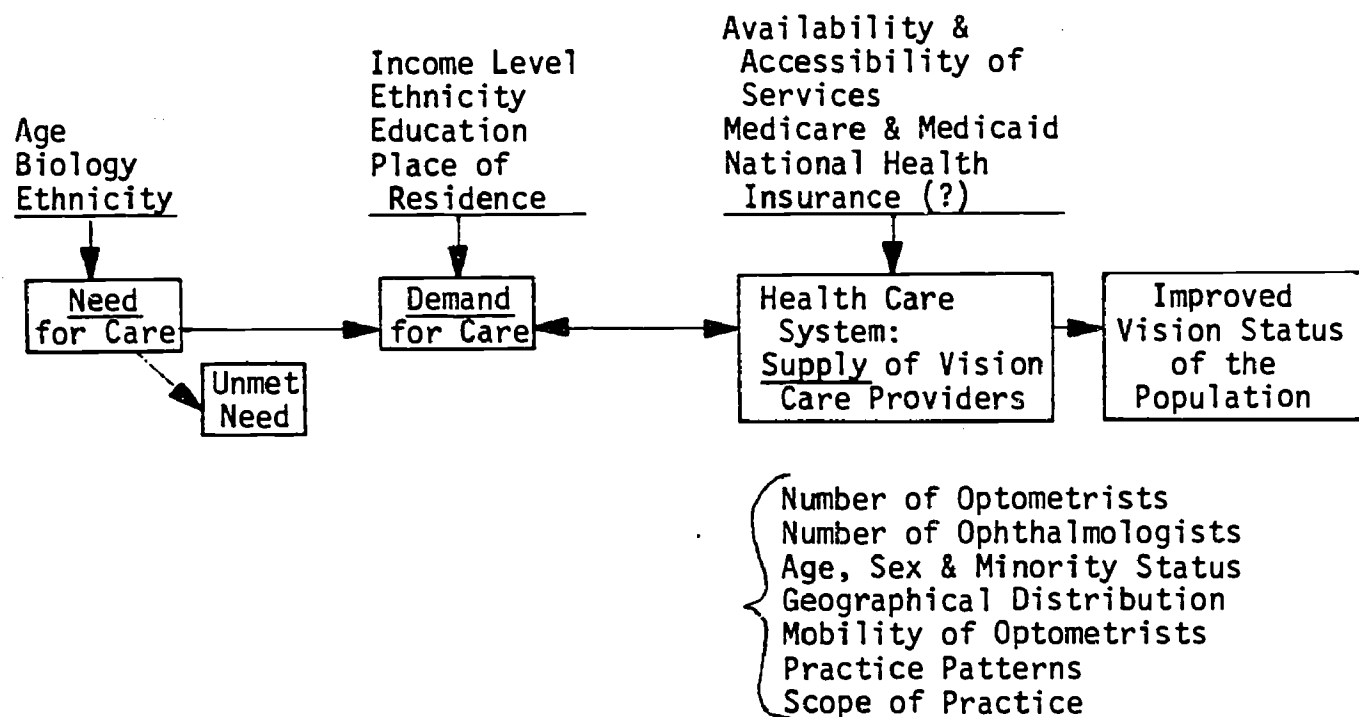 Age
Biology
Ethnicity
Income Level
Ethnicity
Education
Place of
Residence
Availability &
Accessibility of
Services
Medicare & Medicaid
National Health
Insurance (?)
Need
for Care
Unmet
Need
Demand
for Care
Health Care
System:
Supply of Vision
Care Providers
Improved
Vision Status
of the
Population
Number of Optometrists
Number of Ophthalmologists
Age, Sex & Minority Status
Geographical Distribution
Mobility of Optometrists
Practice Patterns
Scope of Practice